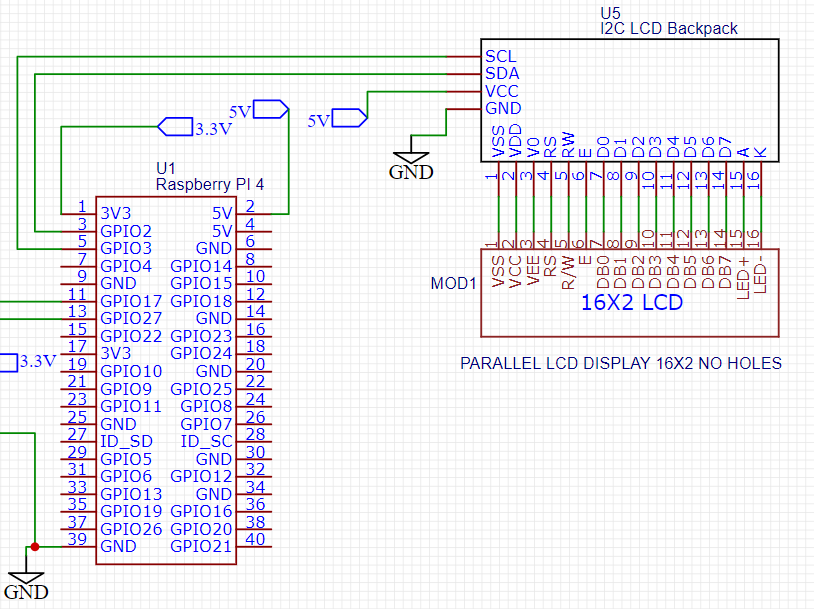 U5
I2C LCD Backpack
SCL
SDA
VCC
GND
VSS VDD V0 RS RW E D0 D1 D2 D3 D4 D5 D6 D7 A K
1 2 3 4 5 6 7 8 9 10 11 12 13 14 15 16
5V
5V
3.3V
GND
U1
Raspberry PI 4
1 3V3 5V 2
3 GPIO2 5V 4
5 GPIO3 GND 6
7 GPIO4 GPIO14 8
9 GND GPIO15 10
11 GPIO17 GPIO18 12
13 GPIO27 GND 14
15 GPIO22 GPIO23 16
17 3V3 GPIO24 18
19 GPIO10 GND 20
21 GPIO9 GPIO25 22
23 GPIO11 GPIO8 24
25 GND GPIO7 26
27 ID_SD ID_SC 28
29 GPIO5 GND 30
31 GPIO6 GPIO12 32
33 GPIO13 GND 34
35 GPIO19 GPIO16 36
37 GPIO26 GPIO20 38
39 GND GPIO21 40
3.3V
GND
1 2 3 4 5 6 7 8 9 10 11 12 13 14 15 16
VSS VCC VEE RS R/W E DB0 DB1 DB2 DB3 DB4 DB5 DB6 DB7 LED+ LED-
MOD1
16X2 LCD
PARALLEL LCD DISPLAY 16X2 NO HOLES